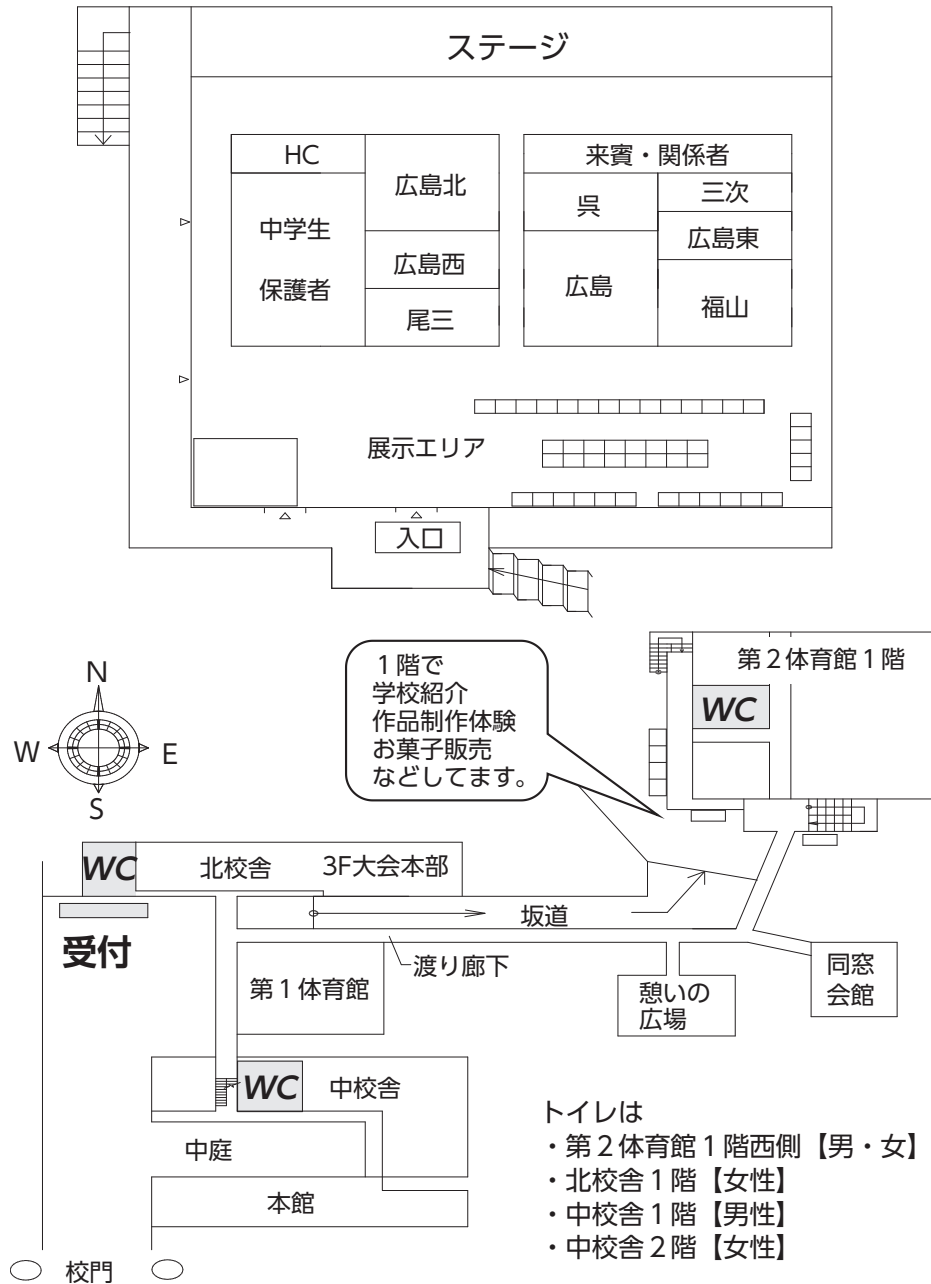 ステージ
HC
中学生
保護者
広島北
広島西
尾三
来賓・関係者
呉
広島
三次
広島東
福山
展示エリア
入口
1階で
学校紹介
作品制作体験
お菓子販売
などしてます。
第2体育館1階
WC
N
W
E
S
WC
北校舎
3F大会本部
受付
坂道
渡り廊下
第1体育館
憩いの
広場
同窓
会館
WC
中校舎
中庭
本館
校門
トイレは
・第2体育館1階西側【男・女】
・北校舎1階【女性】
・中校舎1階【男性】
・中校舎2階【女性】